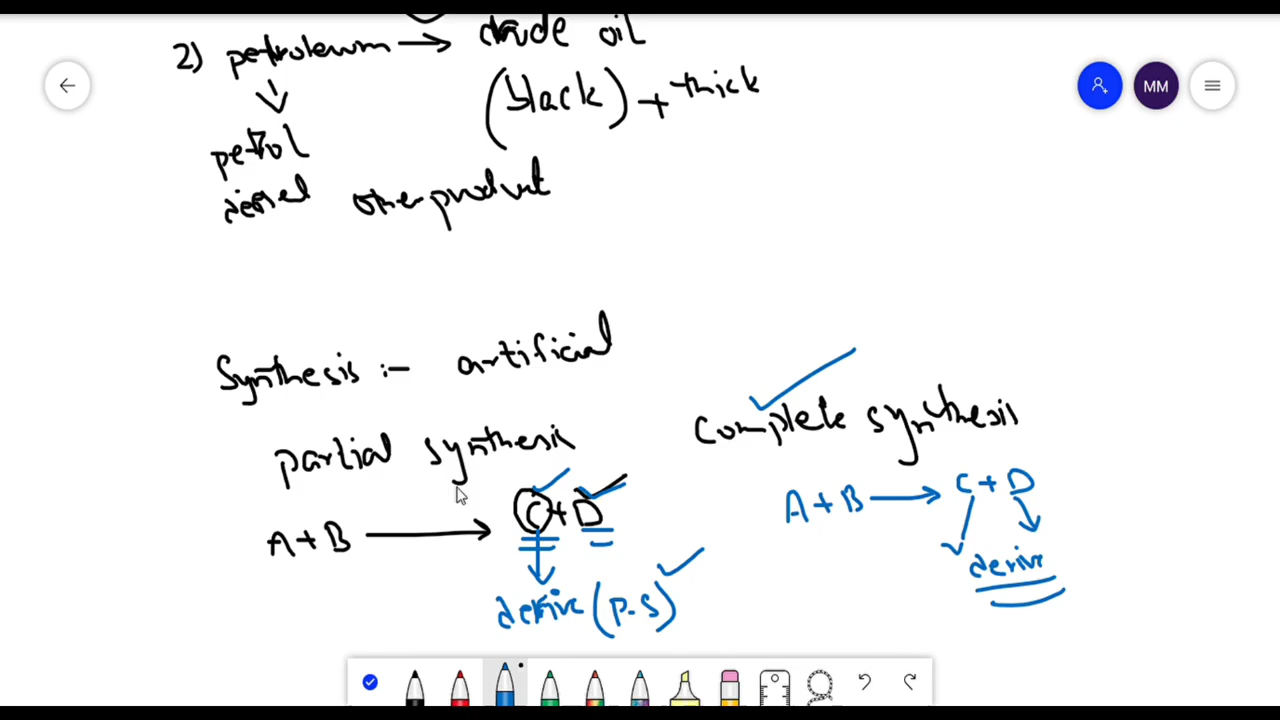 2) petroleum → crude oil
(black) + thick
petrol
diesel other product
Synthesis :- artificial
partial synthesis
A+B → C+D
derive (P.S)
complete synthesis
A+B → C+D
derive
MM